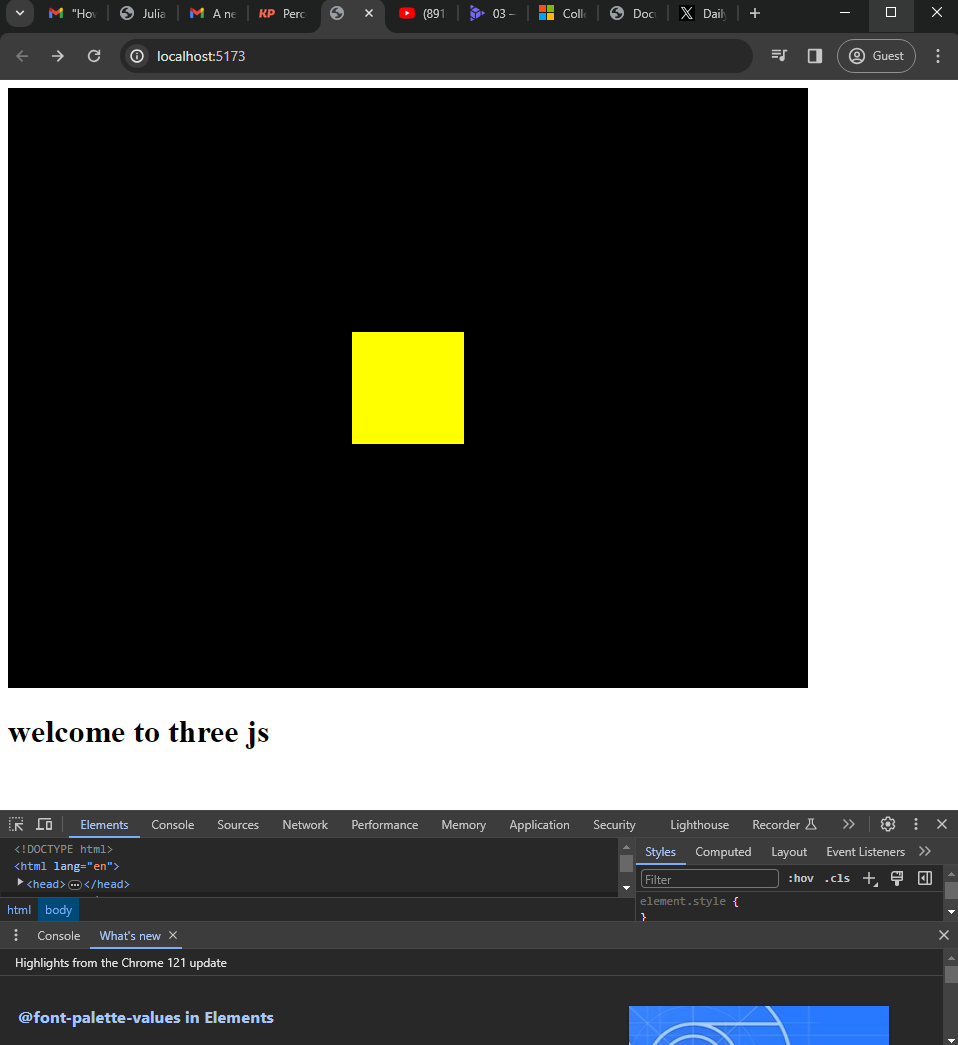 "How
Julia
A ne
KP Perc
(891
03 –
Coll
Doc
X Daily
localhost:5173
Guest
welcome to three js
Elements Console Sources Network Performance Memory Application Security Lighthouse Recorder
<!DOCTYPE html>
<html lang="en">
<head> … </head>
html body
Styles Computed Layout Event Listeners
Filter :hov .cls
element.style {
}
Console What's new
Highlights from the Chrome 121 update
@font-palette-values in Elements